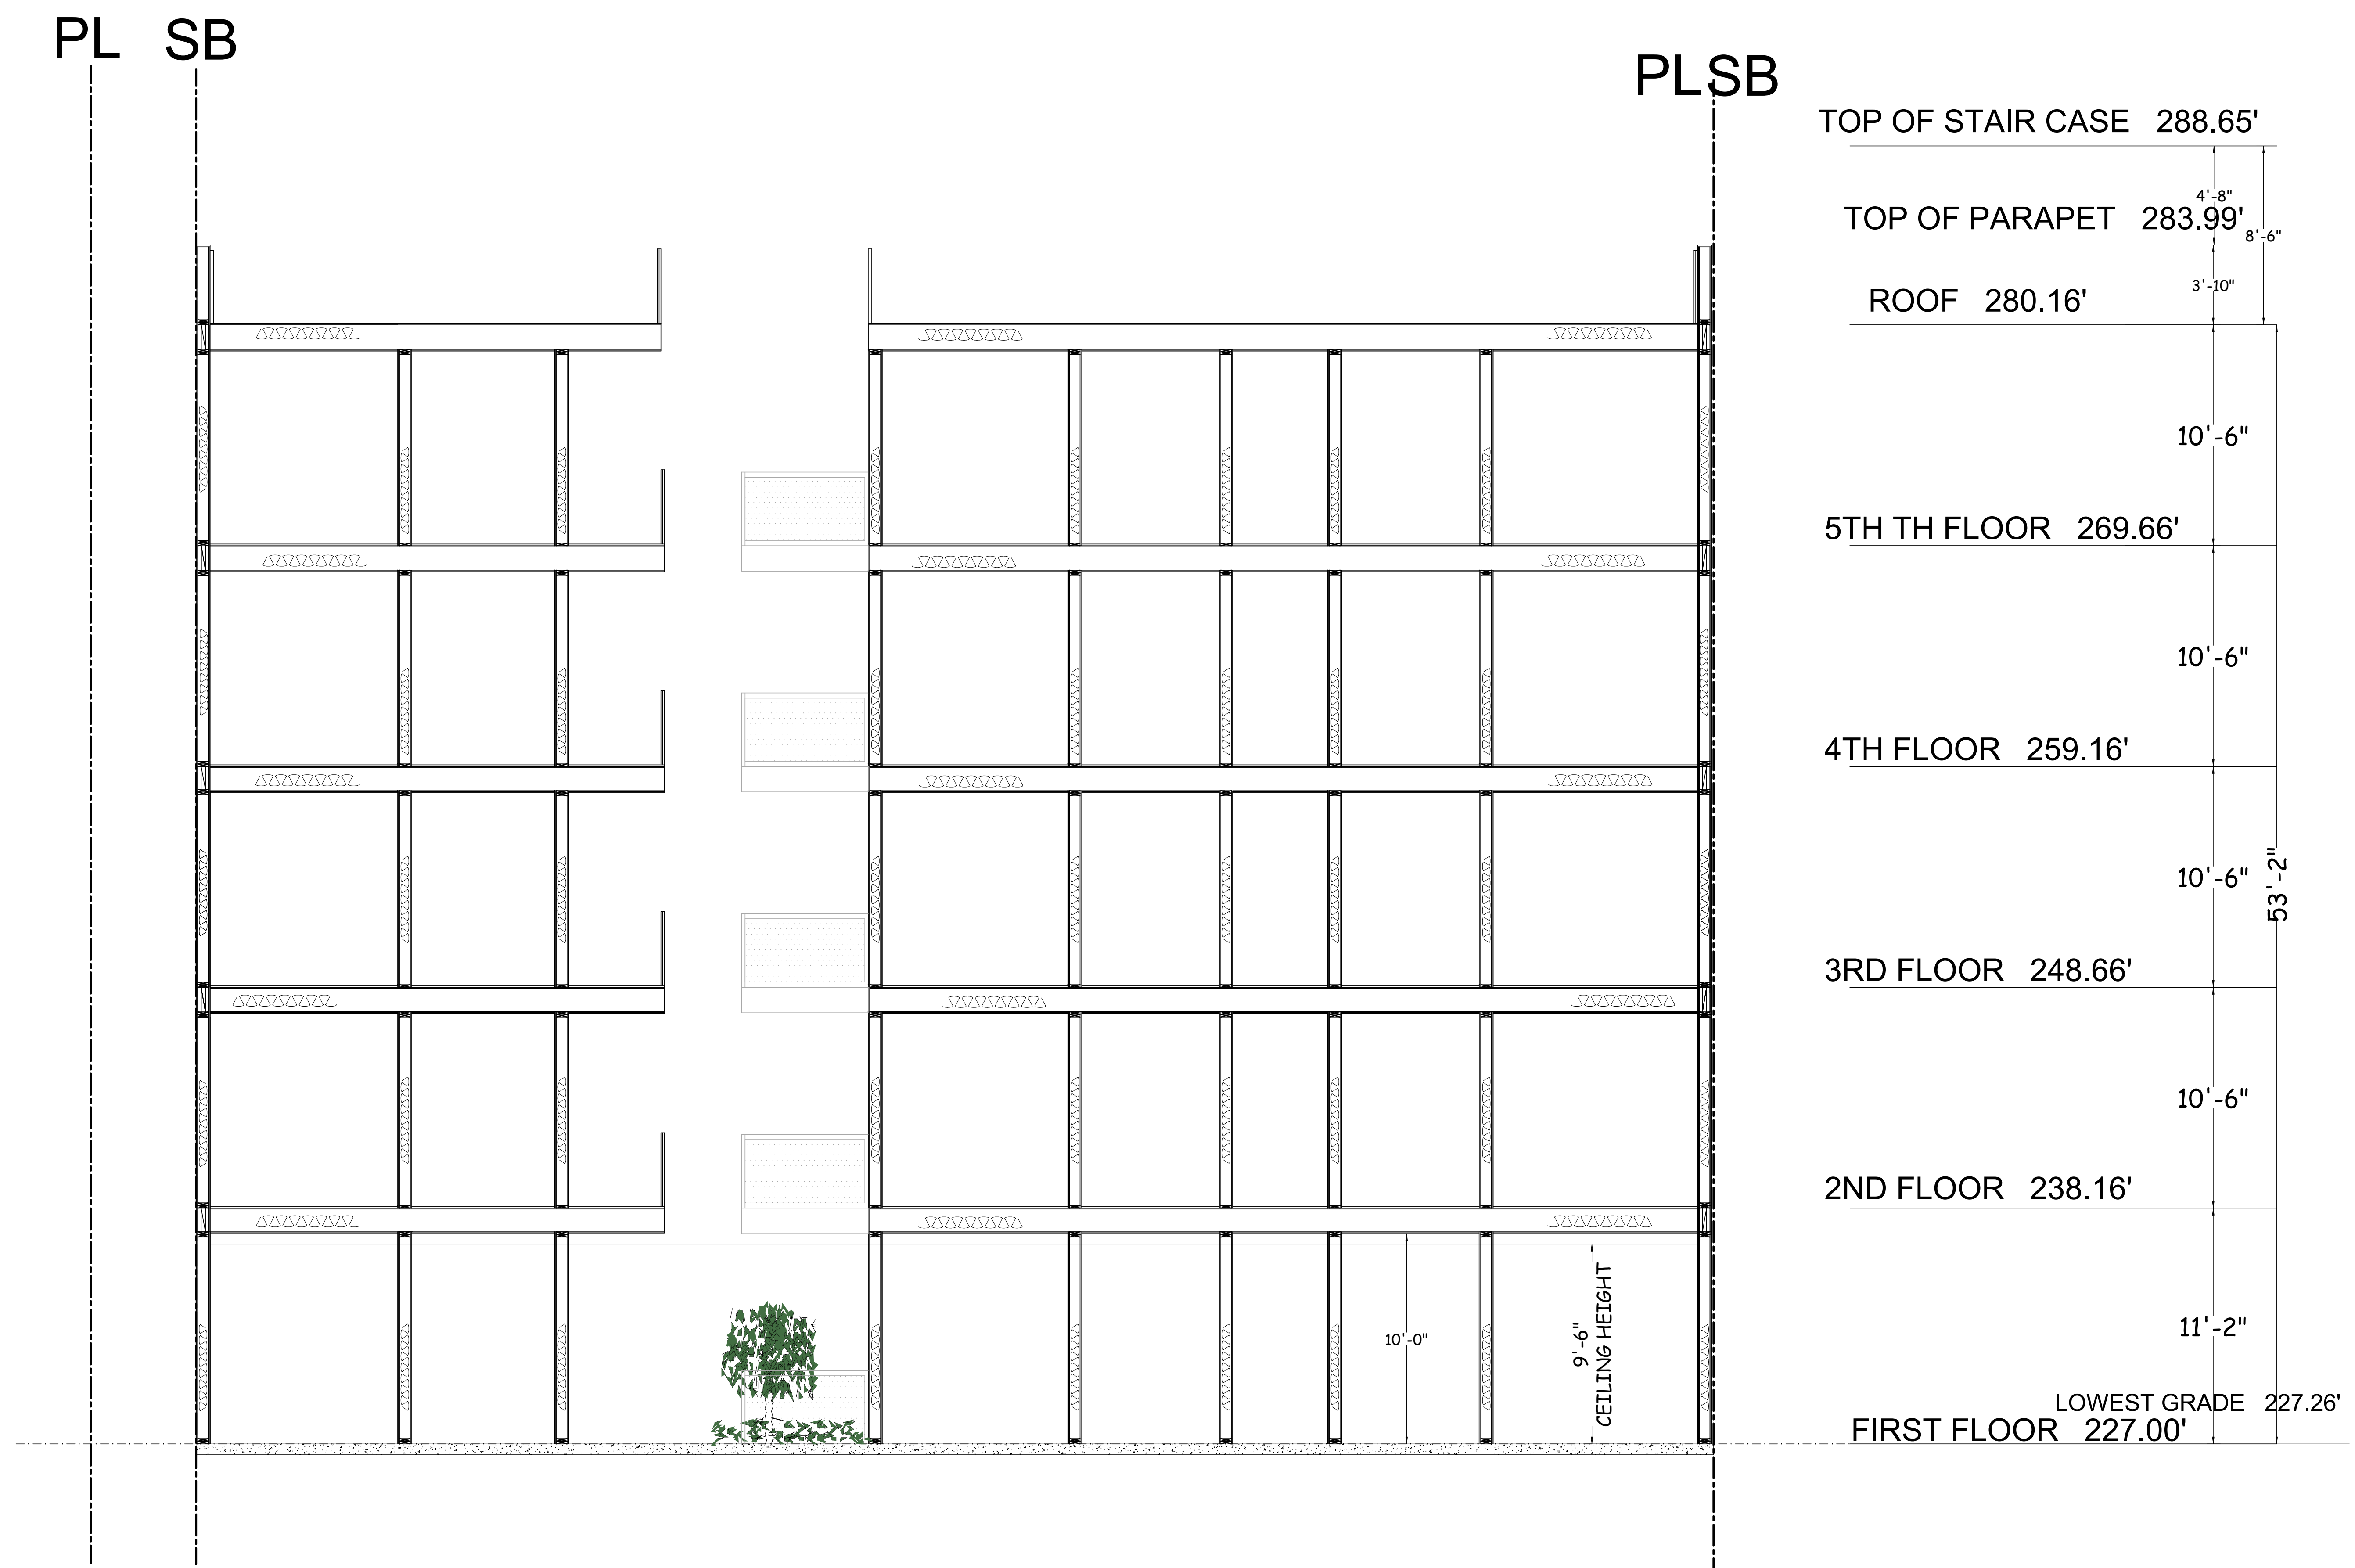 PL SB
PLSB
TOP OF STAIR CASE 288.65'
4'-8"
TOP OF PARAPET 283.99'
8'-6"
3'-10"
ROOF 280.16'
10'-6"
5TH TH FLOOR 269.66'
10'-6"
4TH FLOOR 259.16'
10'-6"
53'-2"
3RD FLOOR 248.66'
10'-6"
2ND FLOOR 238.16'
11'-2"
10'-0"
9'-6"
CEILING HEIGHT
LOWEST GRADE 227.26'
FIRST FLOOR 227.00'